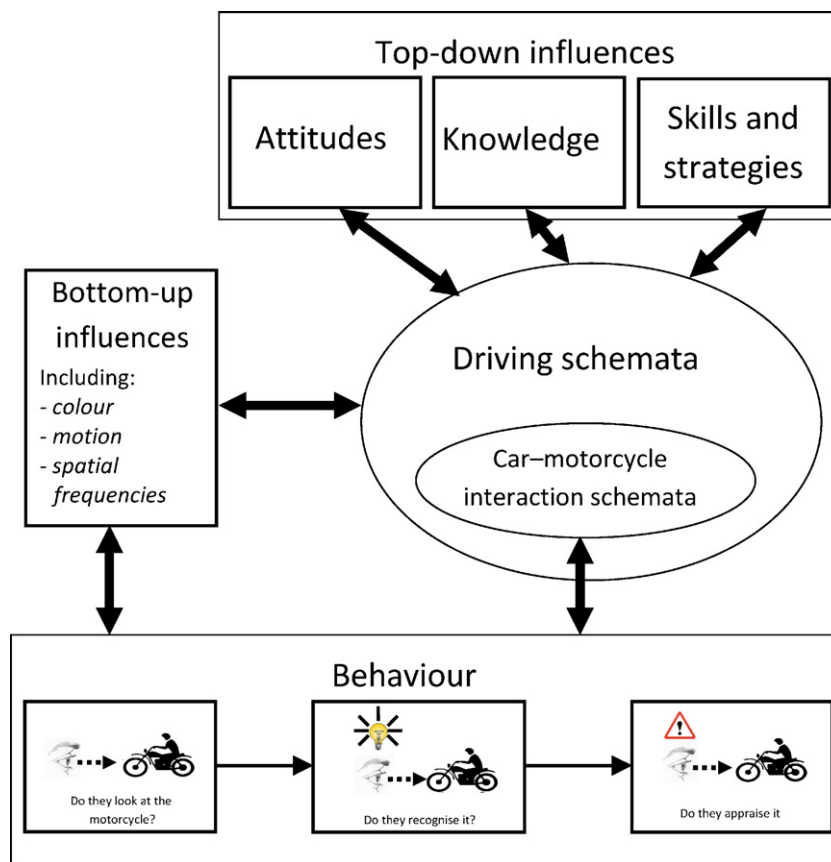 Top-down influences
Attitudes
Knowledge
Skills and
strategies
Bottom-up
influences
Including:
- colour
- motion
- spatial
frequencies
Driving schemata
Car–motorcycle
interaction schemata
Behaviour
Do they look at the
motorcycle?
Do they recognise it?
Do they appraise it